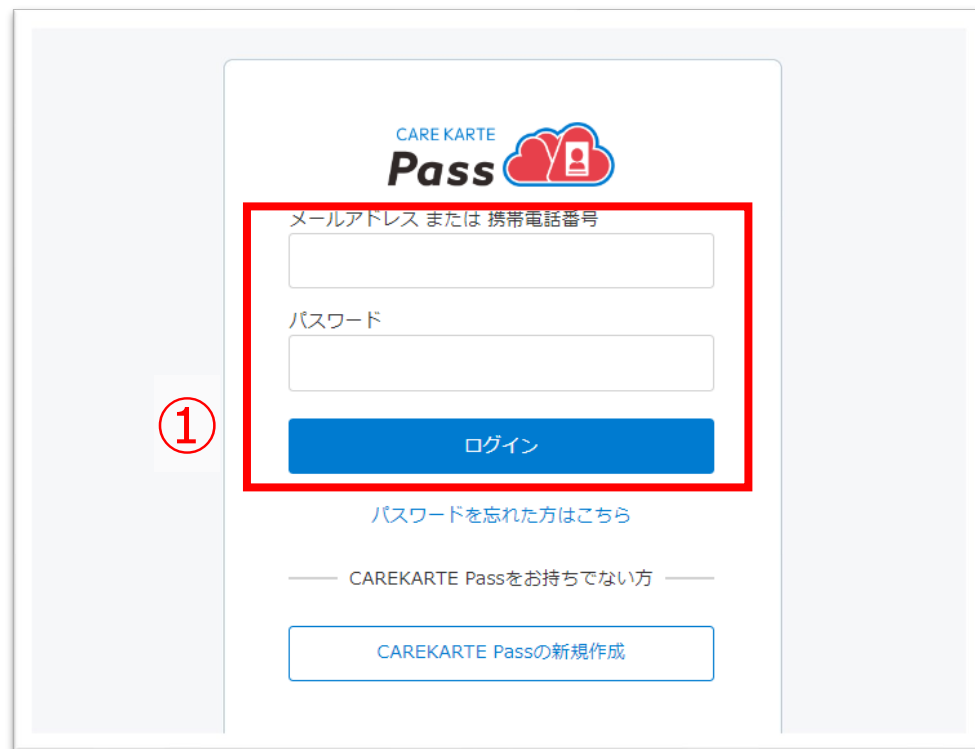 CARE KARTE
Pass
メールアドレス または 携帯電話番号
パスワード
①
ログイン
パスワードを忘れた方はこちら
CAREKARTE Passをお持ちでない方
CAREKARTE Passの新規作成